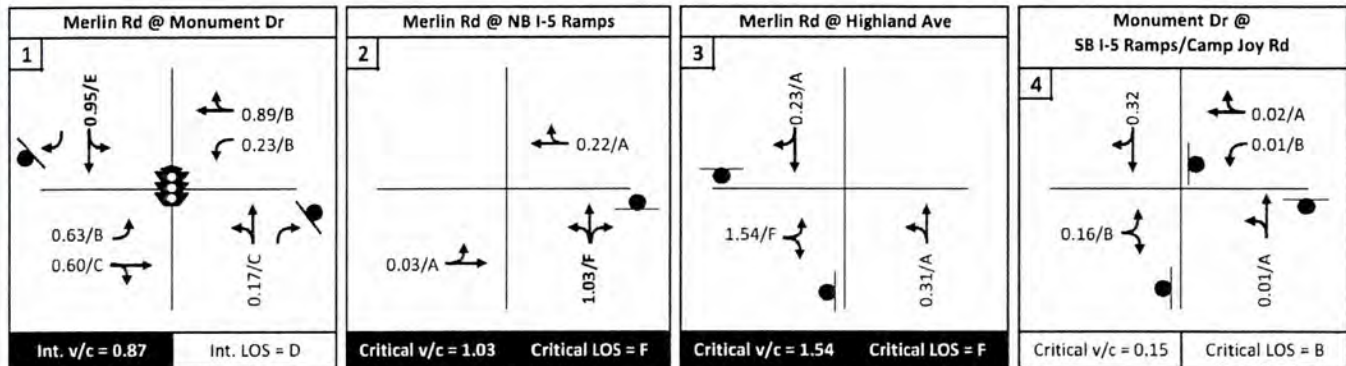 Merlin Rd @ Monument Dr
1
0.95/E
0.89/B
0.23/B
0.63/B
0.60/C
0.17/C
Int. v/c = 0.87
Int. LOS = D
Merlin Rd @ NB I-5 Ramps
2
0.22/A
0.03/A
1.03/F
Critical v/c = 1.03
Critical LOS = F
Merlin Rd @ Highland Ave
3
0.23/A
1.54/F
0.31/A
Critical v/c = 1.54
Critical LOS = F
Monument Dr @
SB I-5 Ramps/Camp Joy Rd
4
0.32
0.02/A
0.01/B
0.16/B
0.01/A
Critical v/c = 0.15
Critical LOS = B